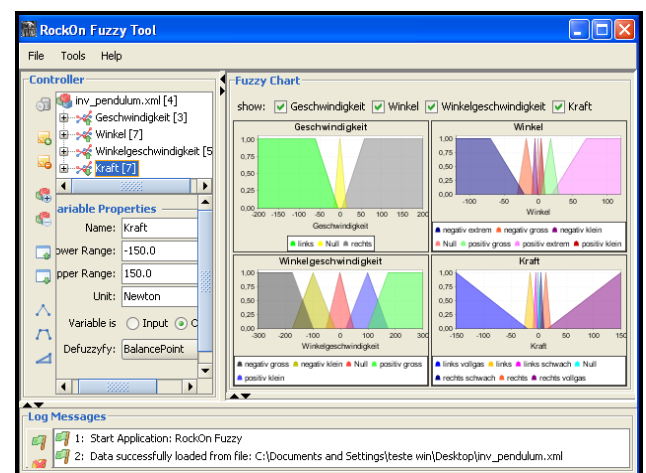 RockOn Fuzzy Tool
File Tools Help
Controller
inv_pendulum.xml [4]
Geschwindigkeit [3]
Winkel [7]
Winkelgeschwindigkeit [5
Kraft [7]
ariable Properties
Name: Kraft
ower Range: -150.0
pper Range: 150.0
Unit: Newton
Variable is Input O
Defuzzyfy: BalancePoint
Fuzzy Chart
show: Geschwindigkeit Winkel Winkelgeschwindigkeit Kraft
Geschwindigkeit
1,00
0,75
0,50
0,25
0,00
-200 -150 -100 -50 0 50 100 150 200
Geschwindigkeit
links Null rechts
Winkel
1,00
0,75
0,50
0,25
0,00
-100 -50 0 50 100
Winkel
negativ extrem negativ gross negativ klein
Null positiv gross positiv extrem positiv klein
Winkelgeschwindigkeit
1,00
0,75
0,50
0,25
0,00
-300 -200 -100 0 100 200 300
Winkelgeschwindigkeit
negativ gross negativ klein Null positiv gross
positiv klein
Kraft
1,00
0,75
0,50
0,25
0,00
-150 -100 -50 0 50 100 150
Kraft
links vollgas links links schwach Null
rechts schwach rechts rechts vollgas
Log Messages
1: Start Application: RockOn Fuzzy
2: Data successfully loaded from file: C:\Documents and Settings\teste win\Desktop\inv_pendulum.xml